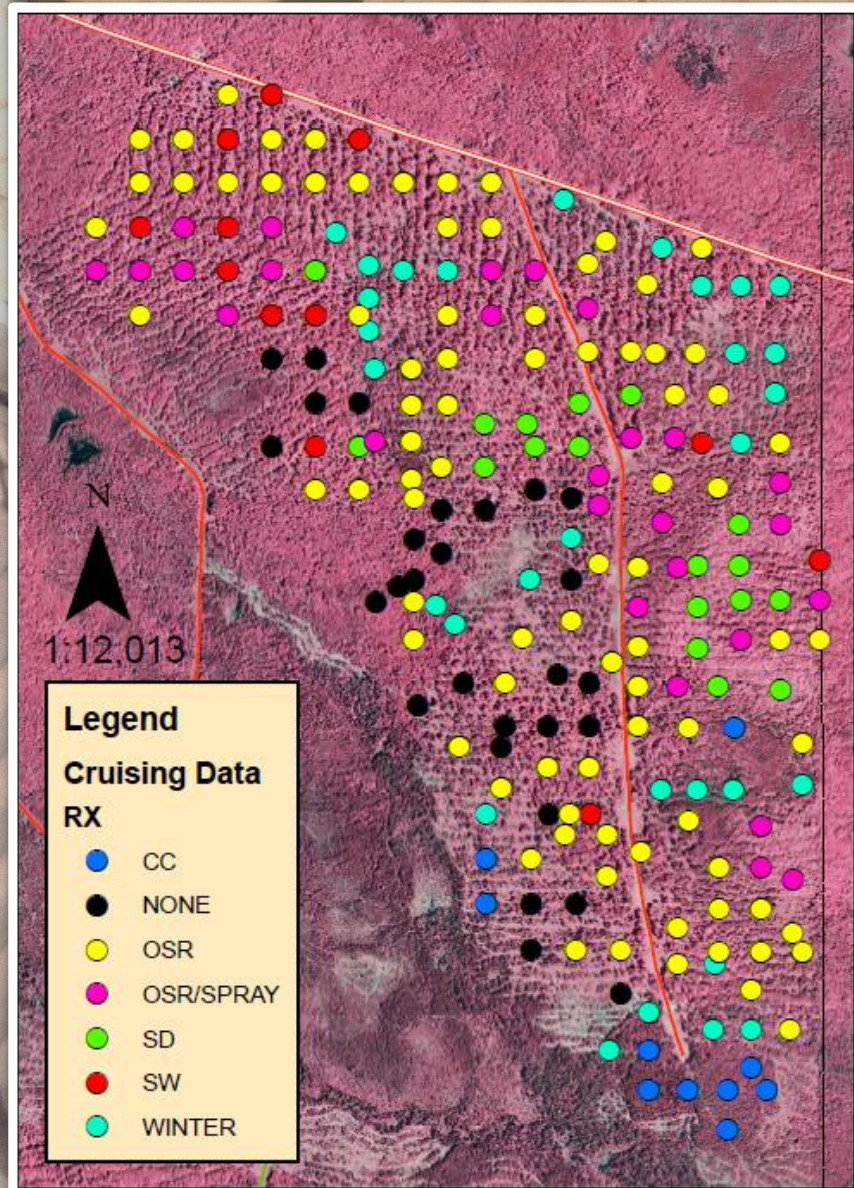 N
1:12,013
Legend
Cruising Data
RX
CC
NONE
OSR
OSR/SPRAY
SD
SW
WINTER